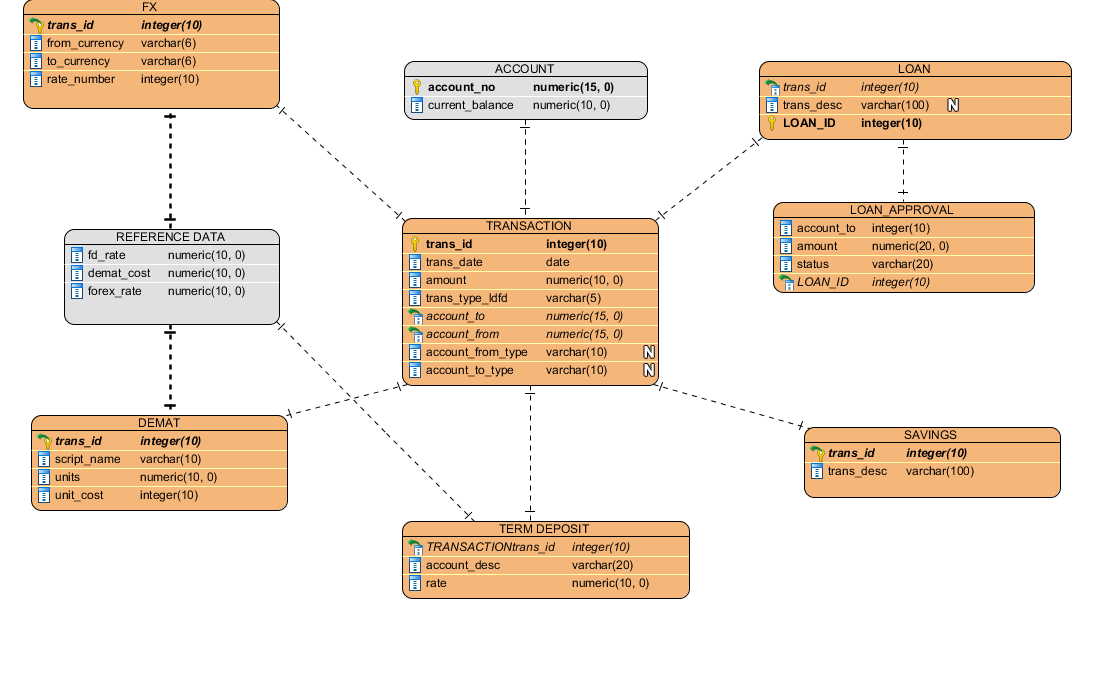 FX
trans_id integer(10)
from_currency varchar(6)
to_currency varchar(6)
rate_number integer(10)
ACCOUNT
account_no numeric(15, 0)
current_balance numeric(10, 0)
LOAN
trans_id integer(10)
trans_desc varchar(100) N
LOAN_ID integer(10)
REFERENCE DATA
fd_rate numeric(10, 0)
demat_cost numeric(10, 0)
forex_rate numeric(10, 0)
TRANSACTION
trans_id integer(10)
trans_date date
amount numeric(10, 0)
trans_type_ldfd varchar(5)
account_to numeric(15, 0)
account_from numeric(15, 0)
account_from_type varchar(10) N
account_to_type varchar(10) N
LOAN_APPROVAL
account_to integer(10)
amount numeric(20, 0)
status varchar(20)
LOAN_ID integer(10)
DEMAT
trans_id integer(10)
script_name varchar(10)
units numeric(10, 0)
unit_cost integer(10)
SAVINGS
trans_id integer(10)
trans_desc varchar(100)
TERM DEPOSIT
TRANSACTIONtrans_id integer(10)
account_desc varchar(20)
rate numeric(10, 0)